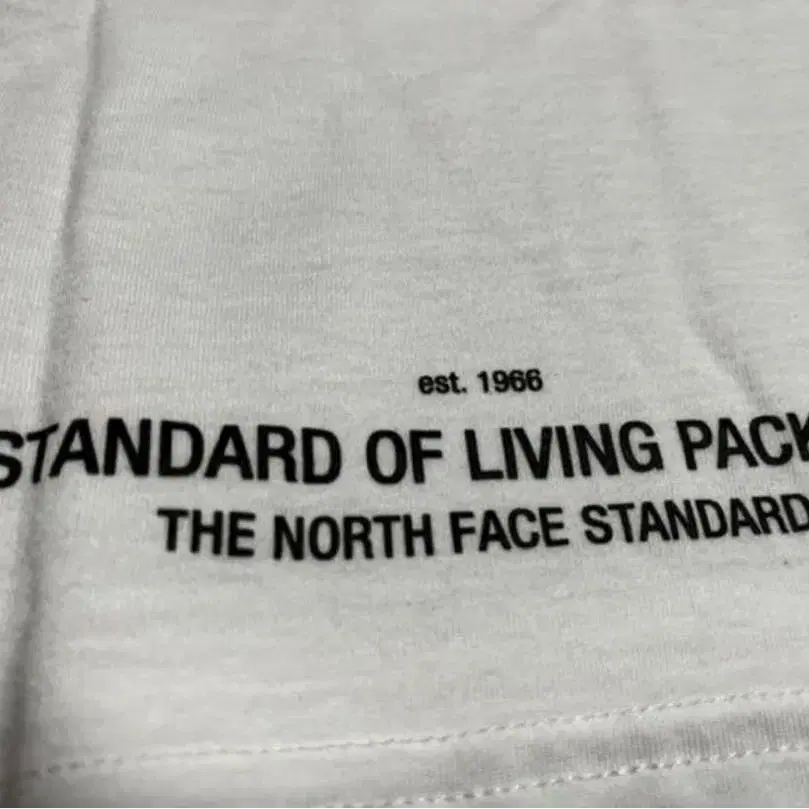 est. 1966
STANDARD OF LIVING PACK
THE NORTH FACE STANDARD